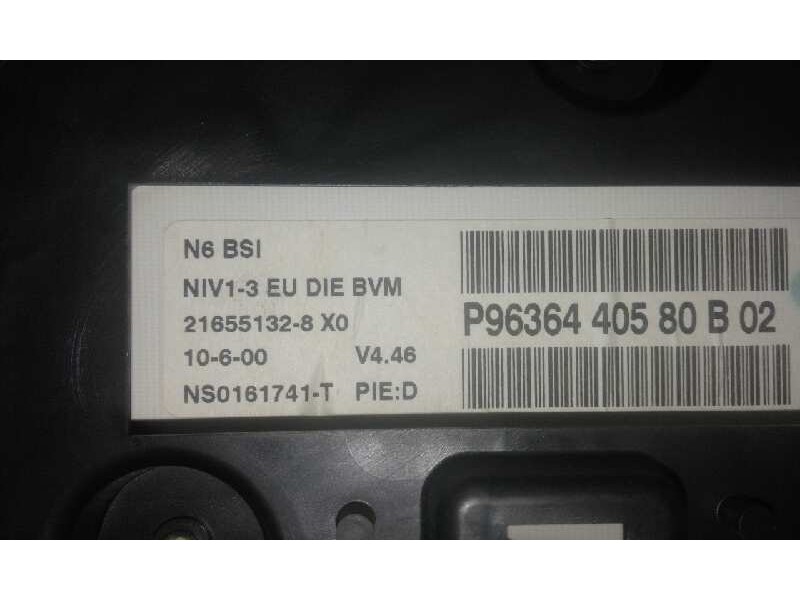 N6 BSI
NIV1-3 EU DIE BVM
21655132-8 X0
10-6-00 V4.46
NS0161741-T PIE:D
P96364 405 80 B 02